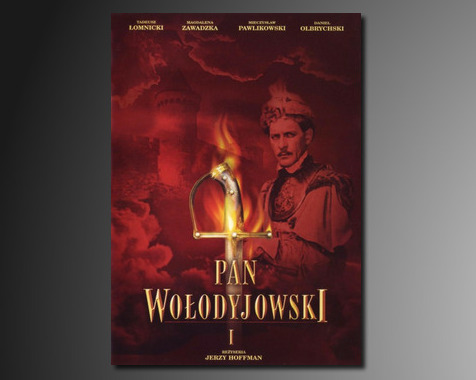 TADEUSZ
ŁOMNICKI
MAGDALENA
ZAWADZKA
MIECZYSŁAW
PAWLIKOWSKI
DANIEL
OLBRYCHSKI
PAN
WOŁODYJOWSKI
I
REŻYSERIA
JERZY HOFFMAN